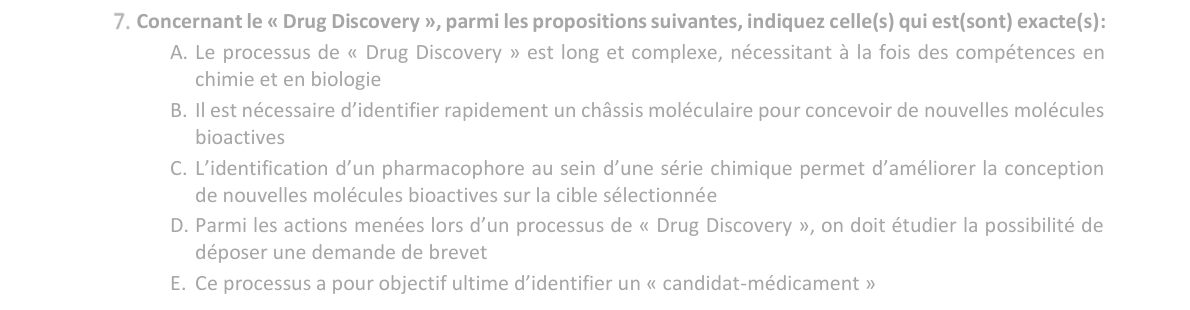 7. Concernant le « Drug Discovery », parmi les propositions suivantes, indiquez celle(s) qui est(sont) exacte(s):
A. Le processus de « Drug Discovery » est long et complexe, nécessitant à la fois des compétences en
chimie et en biologie
B. Il est nécessaire d’identifier rapidement un châssis moléculaire pour concevoir de nouvelles molécules
bioactives
C. L’identification d’un pharmacophore au sein d’une série chimique permet d’améliorer la conception
de nouvelles molécules bioactives sur la cible sélectionnée
D. Parmi les actions menées lors d’un processus de « Drug Discovery », on doit étudier la possibilité de
déposer une demande de brevet
E. Ce processus a pour objectif ultime d’identifier un « candidat-médicament »